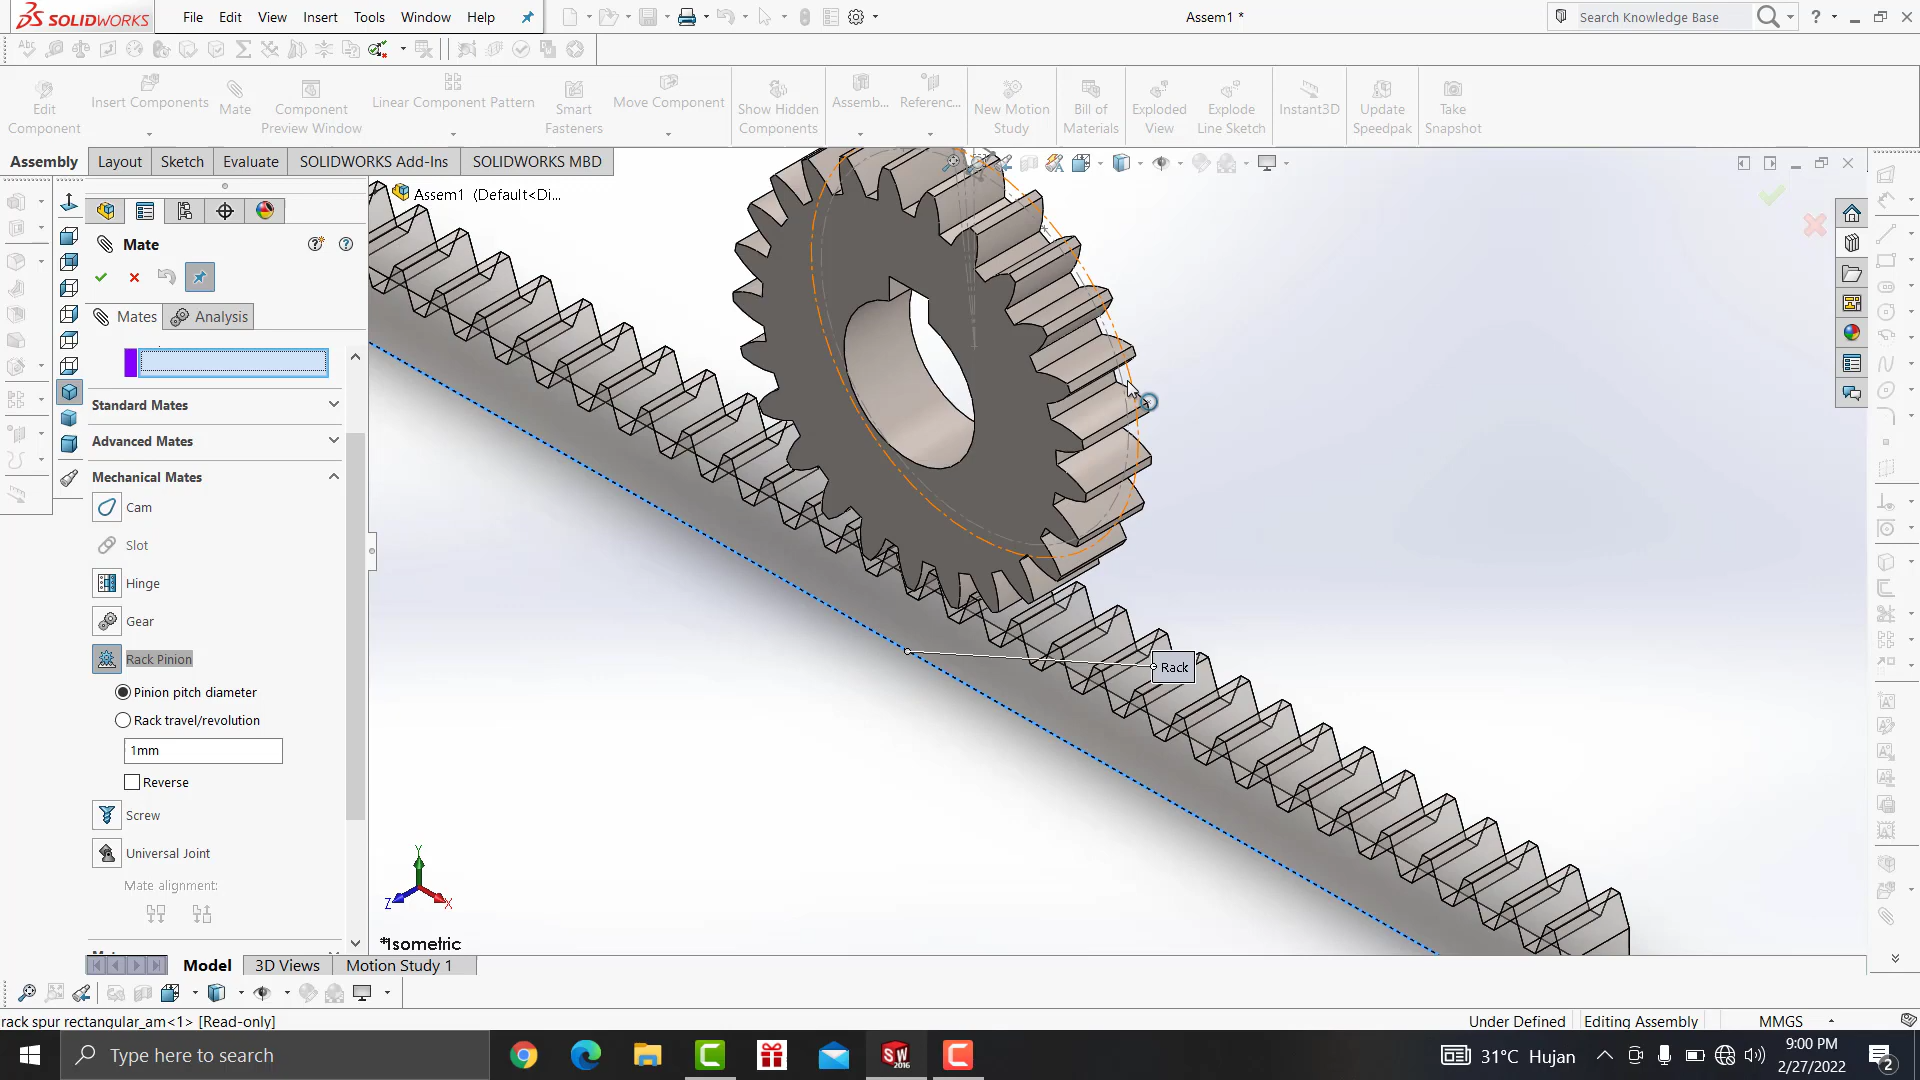 SOLIDWORKS
File Edit View Insert Tools Window Help
Assem1 *
Search Knowledge Base
?
Edit Component
Insert Components
Mate
Component Preview Window
Linear Component Pattern
Smart Fasteners
Move Component
Show Hidden Components
Assemb...
Referenc...
New Motion Study
Bill of Materials
Exploded View
Explode Line Sketch
Instant3D
Update Speedpak
Take Snapshot
Assembly Layout Sketch Evaluate SOLIDWORKS Add-Ins SOLIDWORKS MBD
Assem1 (Default<Di...
Mate
Mates Analysis
Standard Mates
Advanced Mates
Mechanical Mates
Cam
Slot
Hinge
Gear
Rack Pinion
Pinion pitch diameter
Rack travel/revolution
1mm
Reverse
Screw
Universal Joint
Mate alignment:
Rack
Y
Z
X
*Isometric
Model 3D Views Motion Study 1
rack spur rectangular_am<1> [Read-only]
Under Defined Editing Assembly MMGS
Type here to search
SW
2016
31°C Hujan
9:00 PM
2/27/2022
2